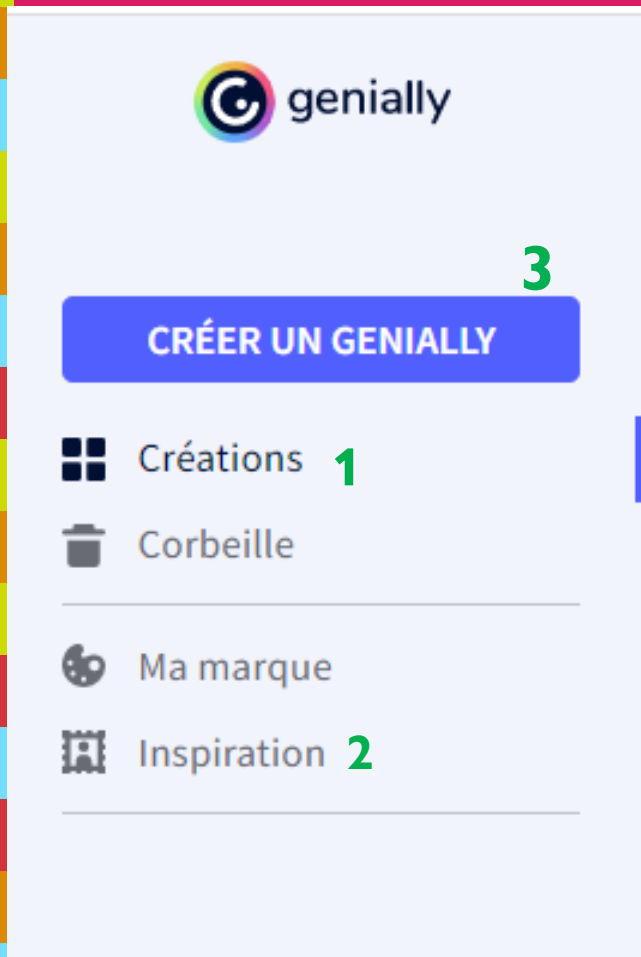 genially
3
CRÉER UN GENIALLY
Créations 1
Corbeille
Ma marque
Inspiration 2